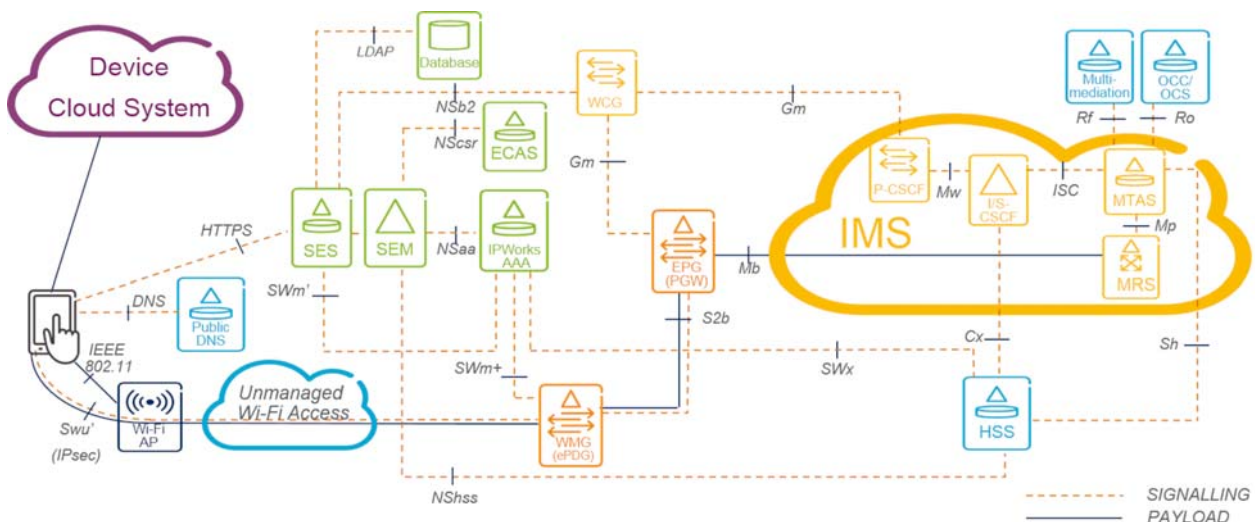 Device
Cloud System
LDAP
Database
NSb2
WCG
Gm
Multi-
mediation
OCC/
OCS
Rf
Ro
NScsr
ECAS
Gm
P-CSCF
Mw
I/S-
CSCF
ISC
MTAS
Mp
HTTPS
SES
SEM
NSaa
IPWorks
AAA
EPG
(PGW)
Mb
IMS
MRS
SWm'
DNS
Public
DNS
S2b
Cx
Sh
IEEE
802.11
SWm+
SWx
Unmanaged
Wi-Fi Access
Swu'
(IPsec)
Wi-Fi
AP
WMG
(ePDG)
HSS
NShss
SIGNALLING
PAYLOAD